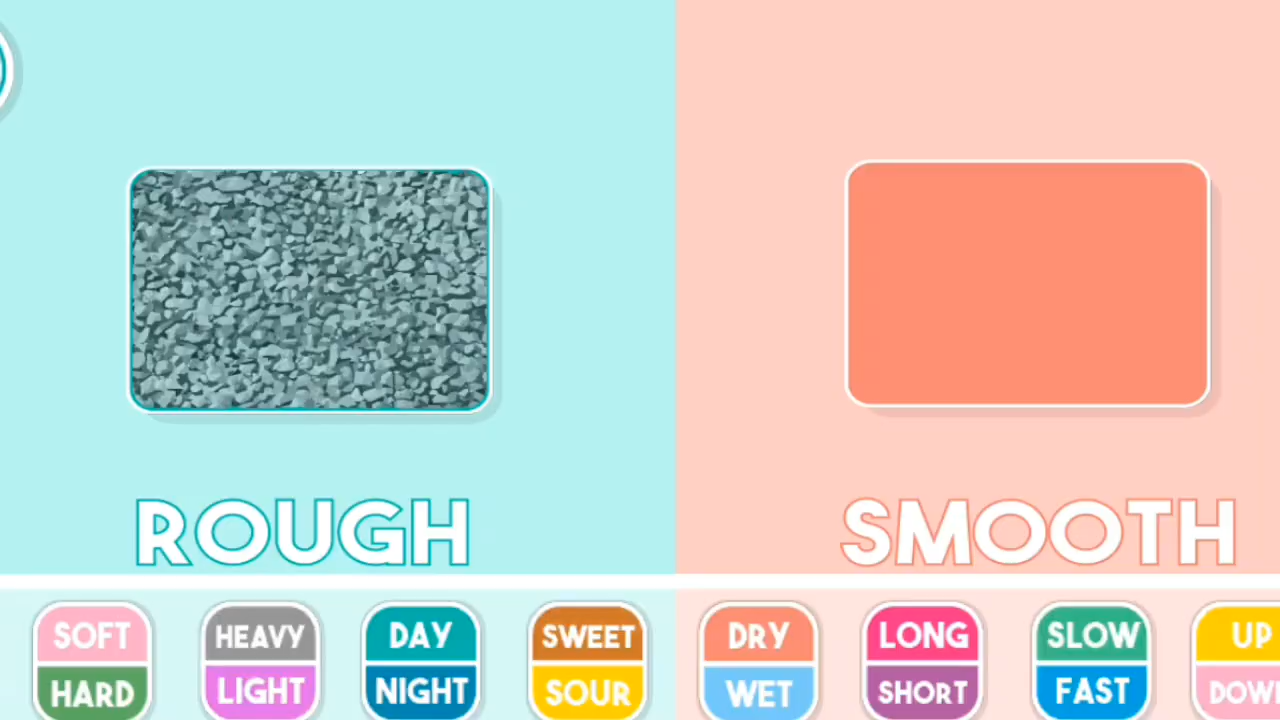 ROUGH
SMOOTH
SOFT
HARD
HEAVY
LIGHT
DAY
NIGHT
SWEET
SOUR
DRY
WET
LONG
SHORT
SLOW
FAST
UP